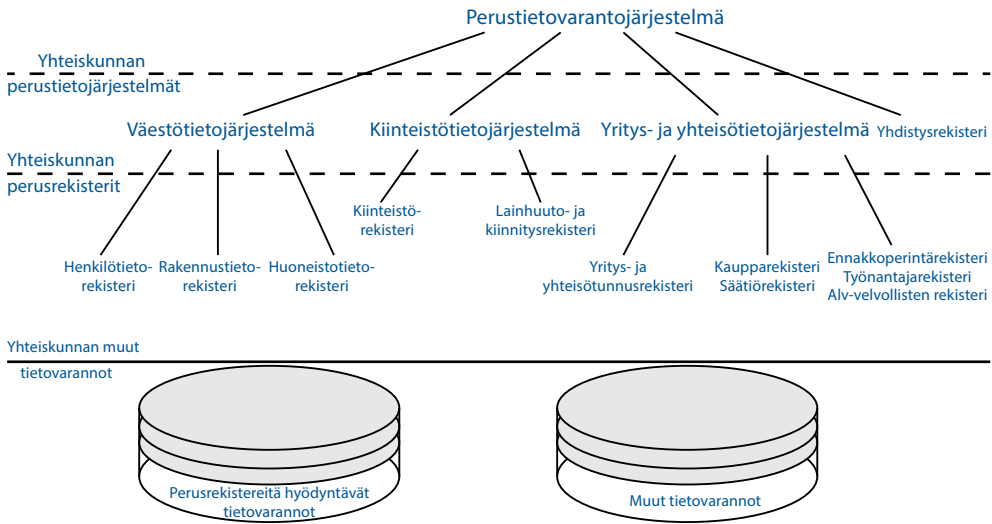 Perustietovarantojärjestelmä
Yhteiskunnan
perustietojärjestelmät
Väestötietojärjestelmä
Kiinteistötietojärjestelmä
Yritys- ja yhteisötietojärjestelmä
Yhdistysrekisteri
Yhteiskunnan
perusrekisterit
Kiinteistö-
rekisteri
Lainhuuto- ja
kiinnitysrekisteri
Henkilötieto-
rekisteri
Rakennustieto-
rekisteri
Huoneistotieto-
rekisteri
Yritys- ja
yhteisötunnusrekisteri
Kaupparekisteri
Säätiörekisteri
Ennakkoperintärekisteri
Työnantajarekisteri
Alv-velvollisten rekisteri
Yhteiskunnan muut
tietovarannot
Perusrekistereitä hyödyntävät
tietovarannot
Muut tietovarannot